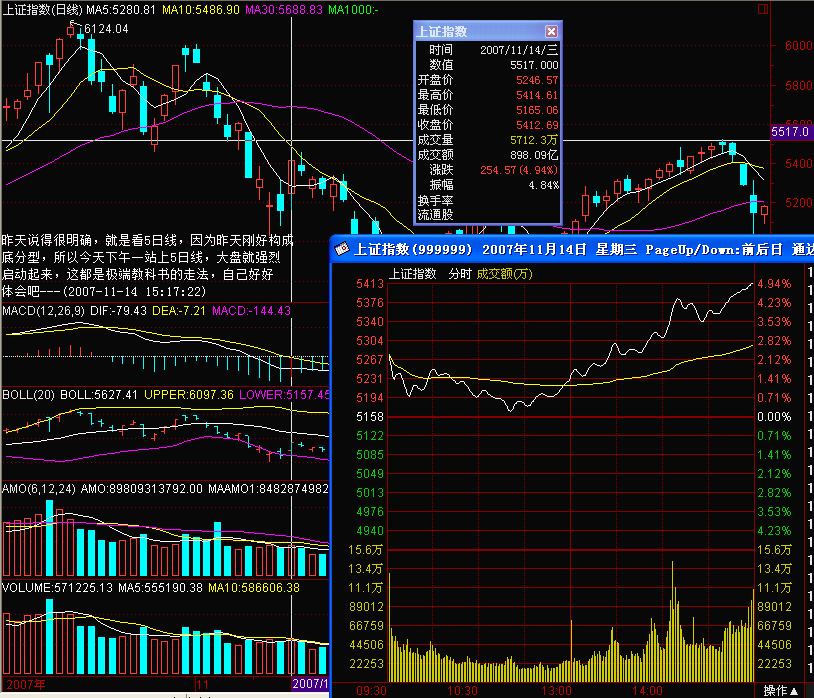 上证指数(日线) MA5:5280.81 MA10:5486.90 MA30:5688.83 MA1000:-
6124.04
上证指数
时间 2007/11/14/三
数值 5517.000
开盘价 5246.57
最高价 5414.61
最低价 5165.06
收盘价 5412.69
成交量 5712.3万
成交额 898.09亿
涨跌 254.57(4.94%)
振幅 4.84%
换手率
流通股
6000
5800
5600
5517.0
5400
5200
昨天说得很明确，就是看5日线，因为昨天刚好构成
底分型，所以今天下午一站上5日线，大盘就强烈
启动起来，这都是极端教科书的走法，自己好好
体会吧---(2007-11-14 15:17:22)
MACD(12,26,9) DIF:-79.43 DEA:-7.21 MACD:-144.43
BOLL(20) BOLL:5627.41 UPPER:6097.36 LOWER:5157.45
AMO(6,12,24) AMO:89809313792.00 MAAMO1:8482874982
VOLUME:571225.13 MA5:555190.38 MA10:586606.38
2007年
11
2007/1
上证指数(999999) 2007年11月14日 星期三 PageUp/Down:前后日 通达
上证指数 分时 成交额(万)
5413 4.94%
5376 4.23%
5340 3.53%
5304 2.82%
5267 2.12%
5231 1.41%
5194 0.71%
5158 0.00%
5122 0.71%
5085 1.41%
5049 2.12%
5013 2.82%
4976 3.53%
4940 4.23%
15.6万 15.6万
13.4万 13.4万
11.1万 11.1万
89012 89012
66759 66759
44506 44506
22253 22253
09:30 10:30 13:00 14:00
操作▲